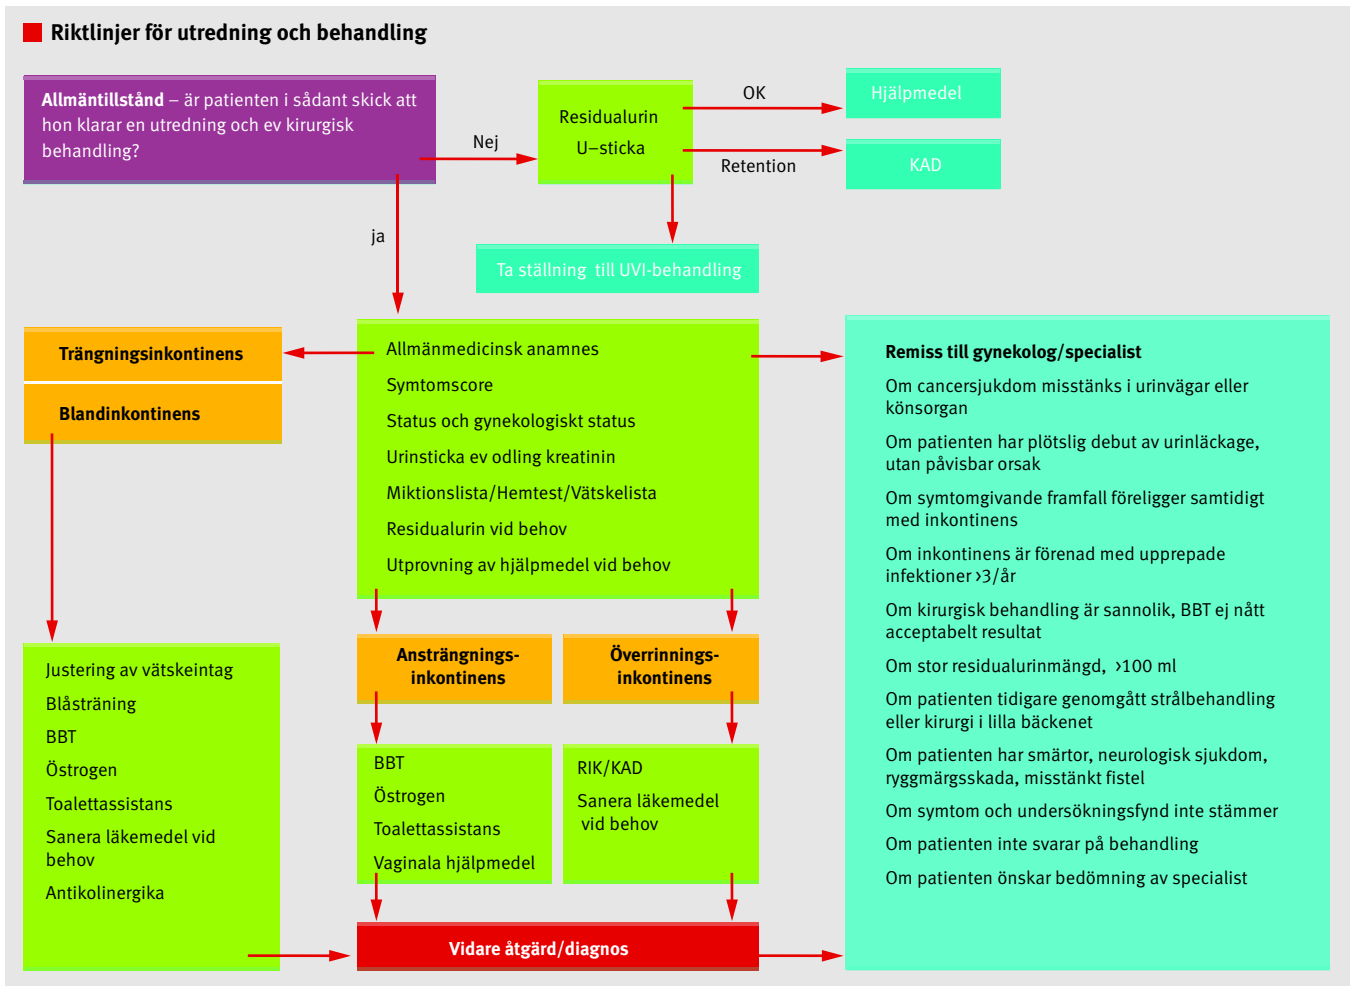 Riktlinjer för utredning och behandling
Allmäntillstånd – är patienten i sådant skick att
hon klarar en utredning och ev kirurgisk
behandling?
Nej
Residualurin
U–sticka
OK
Retention
Hjälpmedel
KAD
ja
Ta ställning till UVI-behandling
Trängningsinkontinens
Blandinkontinens
Allmänmedicinsk anamnes
Symtomscore
Status och gynekologiskt status
Urinsticka ev odling kreatinin
Miktionslista/Hemtest/Vätskelista
Residualurin vid behov
Utprovning av hjälpmedel vid behov
Remiss till gynekolog/specialist
Om cancersjukdom misstänks i urinvägar eller
könsorgan
Om patienten har plötslig debut av urinläckage,
utan påvisbar orsak
Om symtomgivande framfall föreligger samtidigt
med inkontinens
Om inkontinens är förenad med upprepade
infektioner >3/år
Om kirurgisk behandling är sannolik, BBT ej nått
acceptabelt resultat
Om stor residualurinmängd, >100 ml
Om patienten tidigare genomgått strålbehandling
eller kirurgi i lilla bäckenet
Om patienten har smärtor, neurologisk sjukdom,
ryggmärgsskada, misstänkt fistel
Om symtom och undersökningsfynd inte stämmer
Om patienten inte svarar på behandling
Om patienten önskar bedömning av specialist
Justering av vätskeintag
Blåsträning
BBT
Östrogen
Toalettassistans
Sanera läkemedel vid
behov
Antikolinergika
Ansträngnings-
inkontinens
Överrinnings-
inkontinens
BBT
Östrogen
Toalettassistans
Vaginala hjälpmedel
RIK/KAD
Sanera läkemedel
vid behov
Vidare åtgärd/diagnos